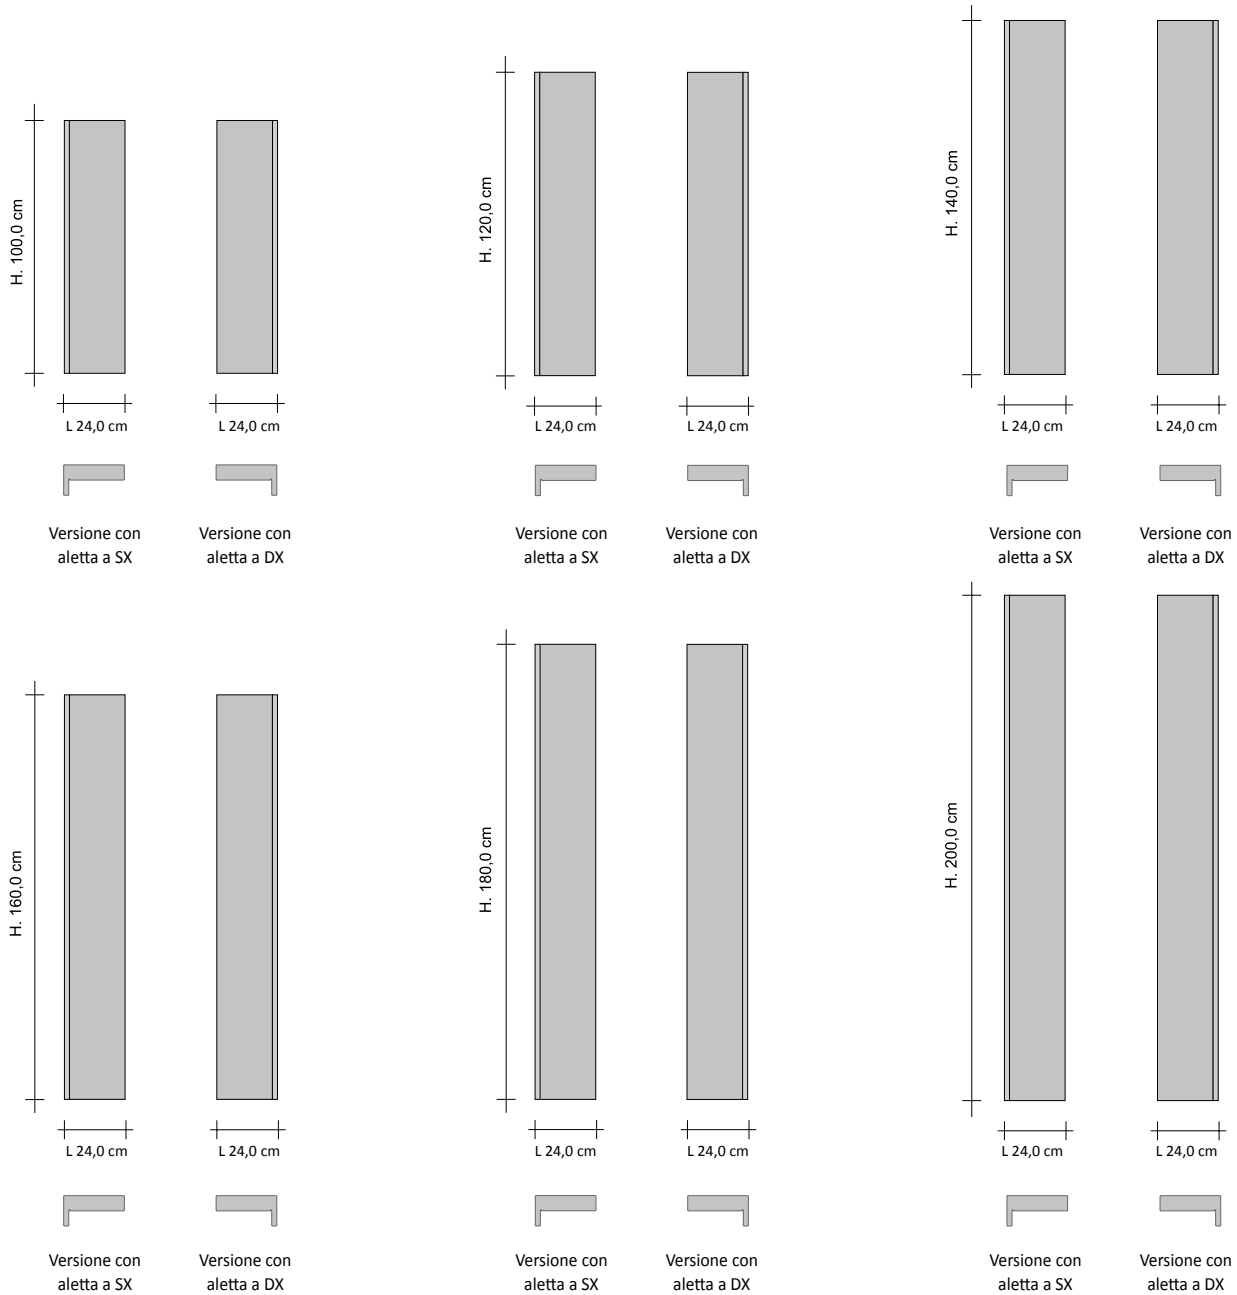 H. 100,0 cm
L 24,0 cm
L 24,0 cm
Versione con
aletta a SX
Versione con
aletta a DX
H. 120,0 cm
L 24,0 cm
L 24,0 cm
Versione con
aletta a SX
Versione con
aletta a DX
H. 140,0 cm
L 24,0 cm
L 24,0 cm
Versione con
aletta a SX
Versione con
aletta a DX
H. 160,0 cm
L 24,0 cm
L 24,0 cm
Versione con
aletta a SX
Versione con
aletta a DX
H. 180,0 cm
L 24,0 cm
L 24,0 cm
Versione con
aletta a SX
Versione con
aletta a DX
H. 200,0 cm
L 24,0 cm
L 24,0 cm
Versione con
aletta a SX
Versione con
aletta a DX